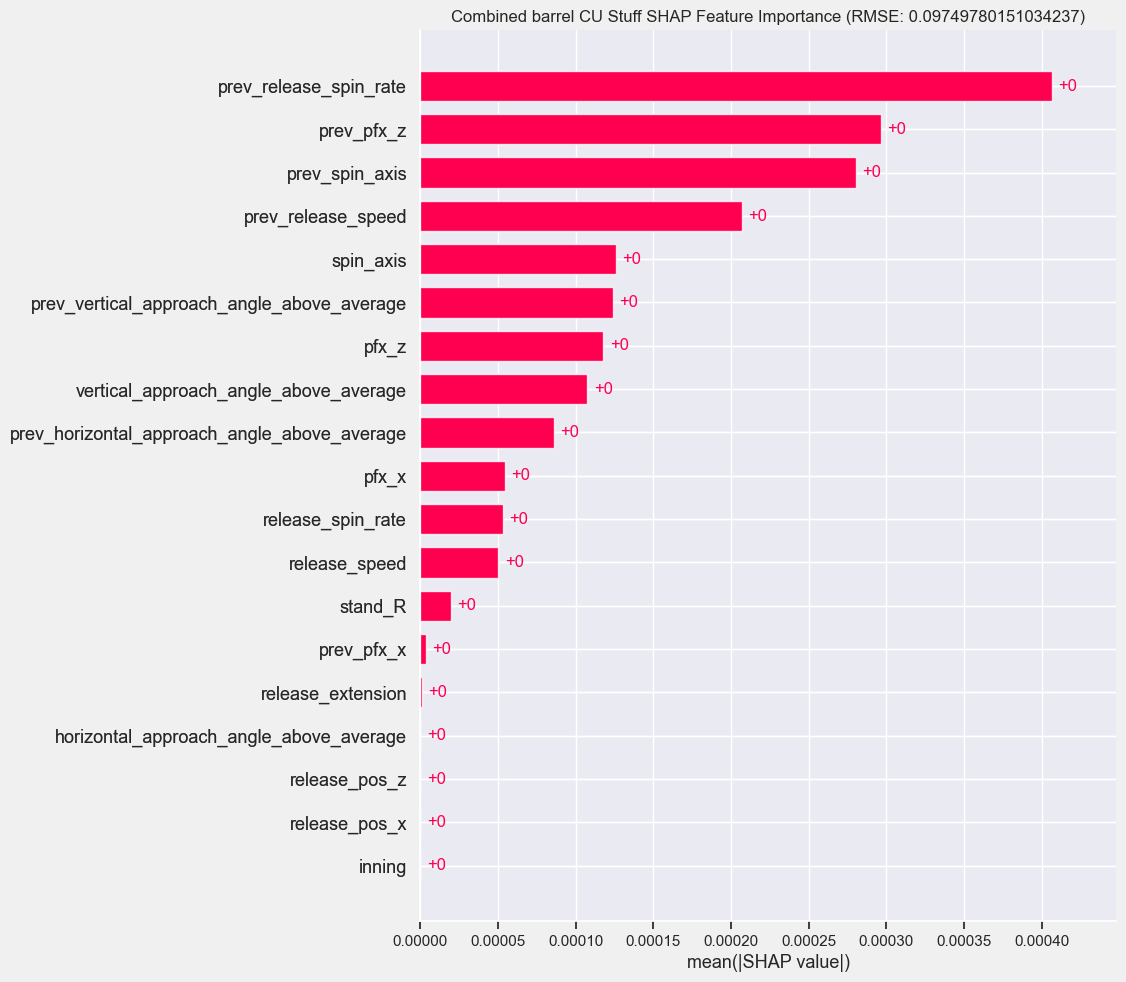 Combined barrel CU Stuff SHAP Feature Importance (RMSE: 0.09749780151034237)
prev_release_spin_rate +0
prev_pfx_z +0
prev_spin_axis +0
prev_release_speed +0
spin_axis +0
prev_vertical_approach_angle_above_average +0
pfx_z +0
vertical_approach_angle_above_average +0
prev_horizontal_approach_angle_above_average +0
pfx_x +0
release_spin_rate +0
release_speed +0
stand_R +0
prev_pfx_x +0
release_extension +0
horizontal_approach_angle_above_average +0
release_pos_z +0
release_pos_x +0
inning +0
0.00000 0.00005 0.00010 0.00015 0.00020 0.00025 0.00030 0.00035 0.00040
mean(|SHAP value|)